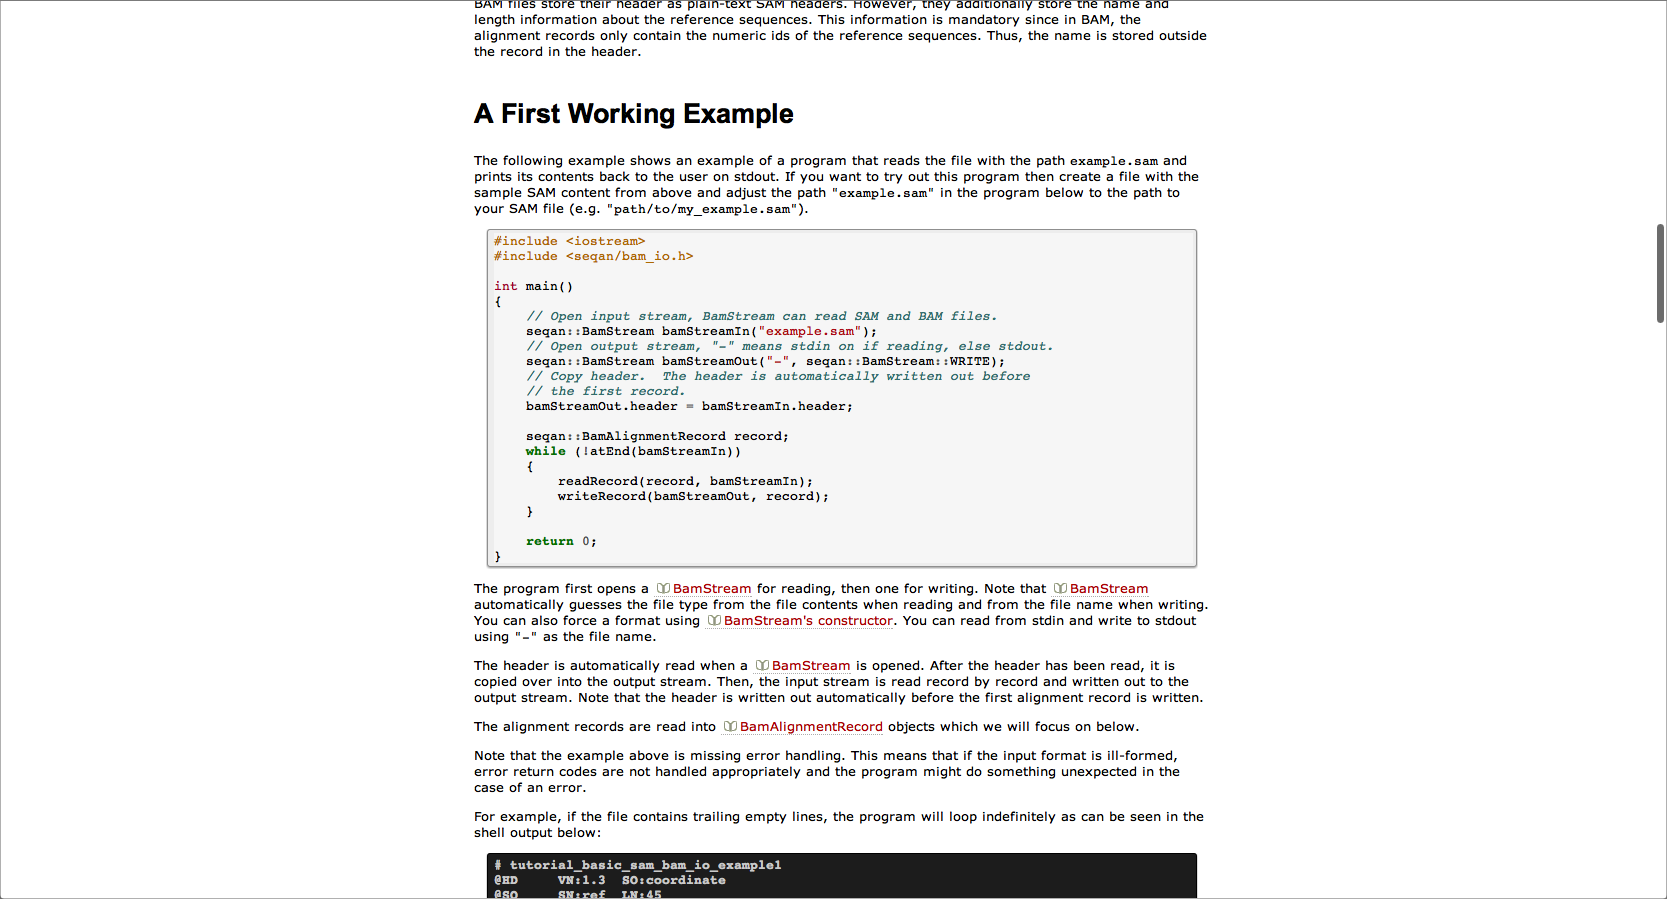 BAM files store their header as plain-text SAM headers. However, they additionally store the name and
length information about the reference sequences. This information is mandatory since in BAM, the
alignment records only contain the numeric ids of the reference sequences. Thus, the name is stored outside
the record in the header.
A First Working Example
The following example shows an example of a program that reads the file with the path example.sam and
prints its contents back to the user on stdout. If you want to try out this program then create a file with the
sample SAM content from above and adjust the path "example.sam" in the program below to the path to
your SAM file (e.g. "path/to/my_example.sam").
#include <iostream>
#include <seqan/bam_io.h>
int main()
{
// Open input stream, BamStream can read SAM and BAM files.
seqan::BamStream bamStreamIn("example.sam");
// Open output stream, "-" means stdin on if reading, else stdout.
seqan::BamStream bamStreamOut("-", seqan::BamStream::WRITE);
// Copy header.  The header is automatically written out before
// the first record.
bamStreamOut.header = bamStreamIn.header;
seqan::BamAlignmentRecord record;
while (!atEnd(bamStreamIn))
{
readRecord(record, bamStreamIn);
writeRecord(bamStreamOut, record);
}
return 0;
}
The program first opens a BamStream for reading, then one for writing. Note that BamStream
automatically guesses the file type from the file contents when reading and from the file name when writing.
You can also force a format using BamStream's constructor. You can read from stdin and write to stdout
using "-" as the file name.
The header is automatically read when a BamStream is opened. After the header has been read, it is
copied over into the output stream. Then, the input stream is read record by record and written out to the
output stream. Note that the header is written out automatically before the first alignment record is written.
The alignment records are read into BamAlignmentRecord objects which we will focus on below.
Note that the example above is missing error handling. This means that if the input format is ill-formed,
error return codes are not handled appropriately and the program might do something unexpected in the
case of an error.
For example, if the file contains trailing empty lines, the program will loop indefinitely as can be seen in the
shell output below:
# tutorial_basic_sam_bam_io_example1
@HD VN:1.3 SO:coordinate
@SQ SN:ref LN:45